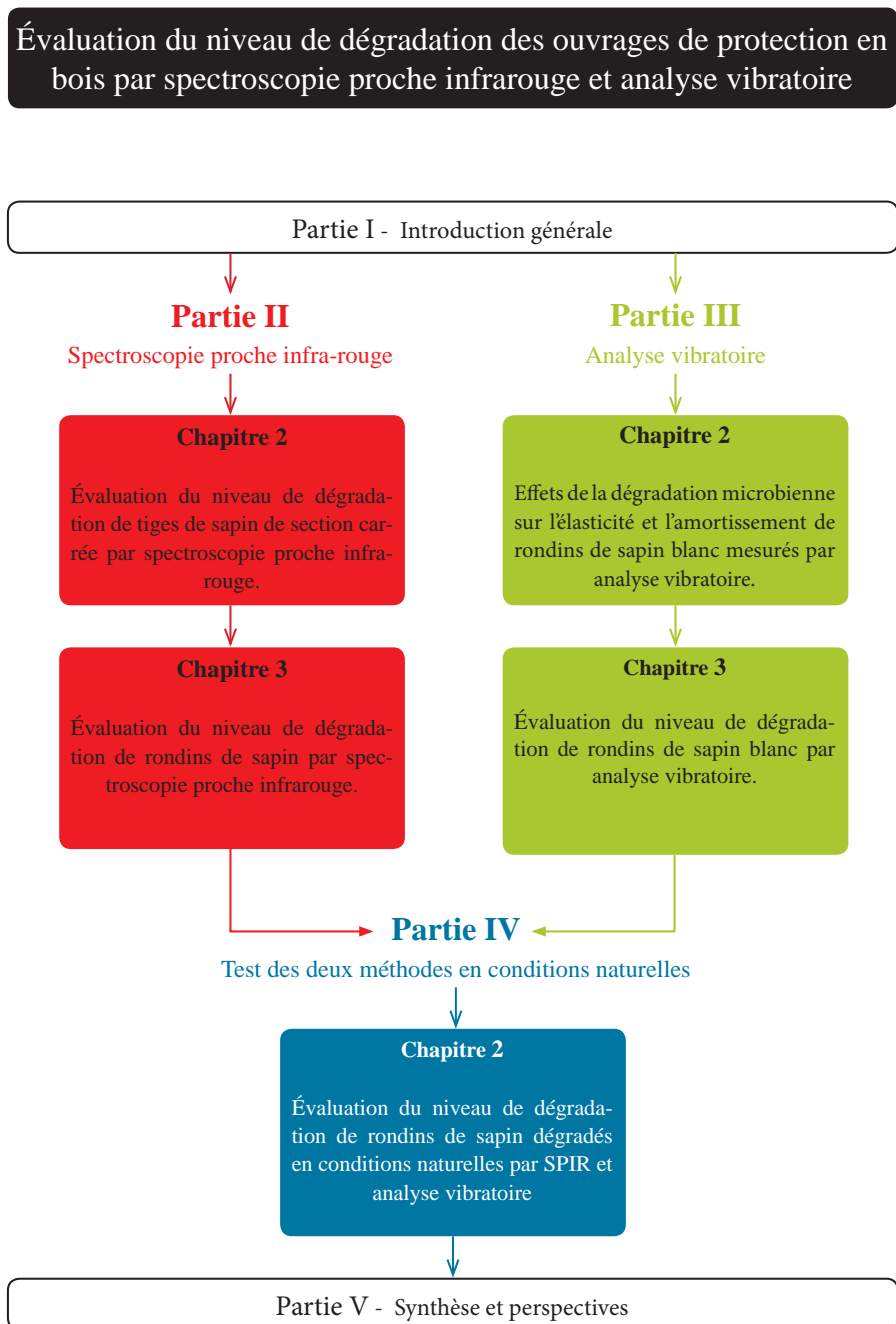 Évaluation du niveau de dégradation des ouvrages de protection en
bois par spectroscopie proche infrarouge et analyse vibratoire
Partie I - Introduction générale
Partie II
Spectroscopie proche infra-rouge
Chapitre 2
Évaluation du niveau de dégrada-
tion de tiges de sapin de section car-
rée par spectroscopie proche infra-
rouge.
Chapitre 3
Évaluation du niveau de dégrada-
tion de rondins de sapin par spec-
troscopie proche infrarouge.
Partie III
Analyse vibratoire
Chapitre 2
Effets de la dégradation microbienne
sur l'élasticité et l'amortissement de
rondins de sapin blanc mesurés par
analyse vibratoire.
Chapitre 3
Évaluation du niveau de dégrada-
tion de rondins de sapin blanc par
analyse vibratoire.
Partie IV
Test des deux méthodes en conditions naturelles
Chapitre 2
Évaluation du niveau de dégrada-
tion de rondins de sapin dégradés
en conditions naturelles par SPIR et
analyse vibratoire
Partie V - Synthèse et perspectives